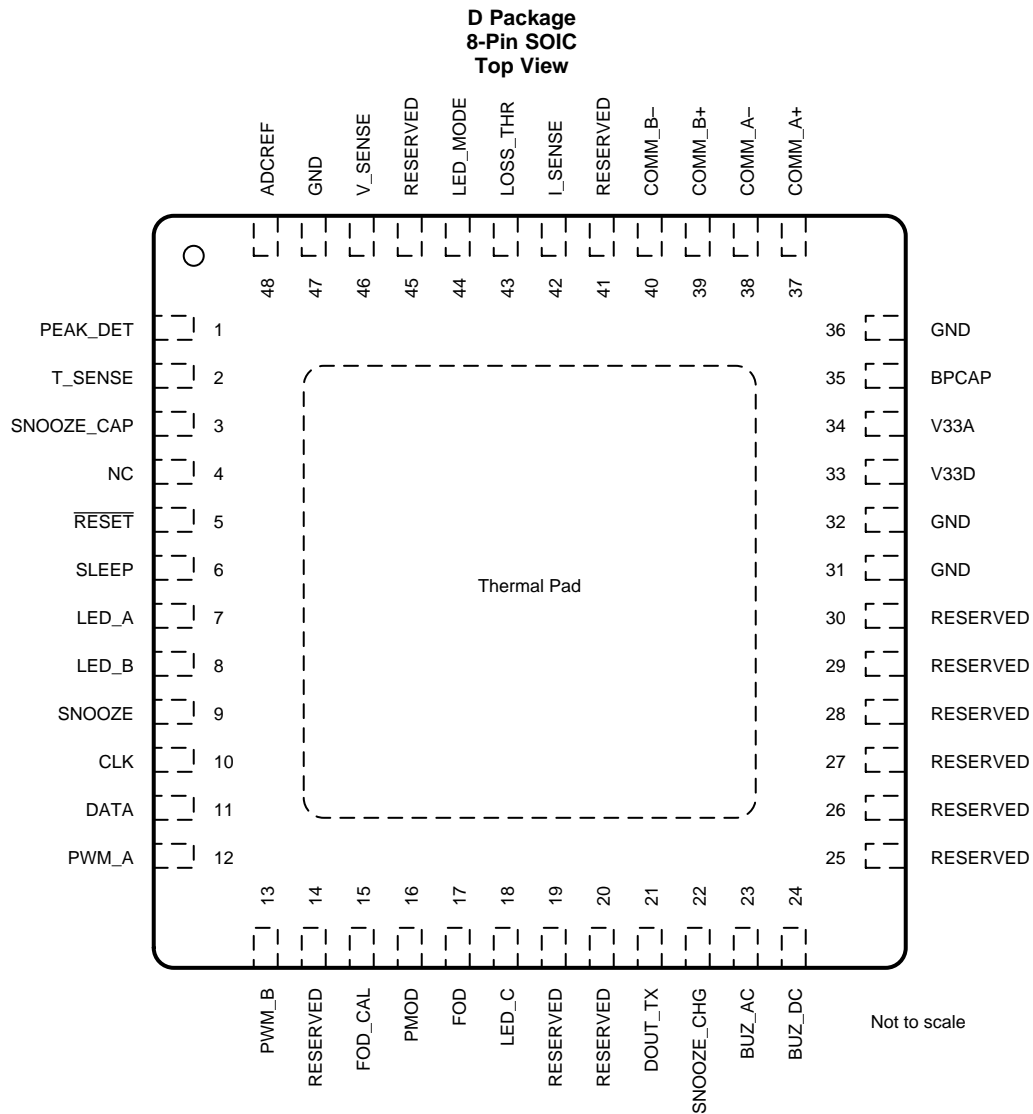 D Package
8-Pin SOIC
Top View
ADCREF
GND
V_SENSE
RESERVED
LED_MODE
LOSS_THR
I_SENSE
RESERVED
COMM_B–
COMM_B+
COMM_A–
COMM_A+
48
47
46
45
44
43
42
41
40
39
38
37
PEAK_DET 1
T_SENSE 2
SNOOZE_CAP 3
NC 4
RESET 5
SLEEP 6
LED_A 7
LED_B 8
SNOOZE 9
CLK 10
DATA 11
PWM_A 12
Thermal Pad
36 GND
35 BPCAP
34 V33A
33 V33D
32 GND
31 GND
30 RESERVED
29 RESERVED
28 RESERVED
27 RESERVED
26 RESERVED
25 RESERVED
13
14
15
16
17
18
19
20
21
22
23
24
PWM_B
RESERVED
FOD_CAL
PMOD
FOD
LED_C
RESERVED
RESERVED
DOUT_TX
SNOOZE_CHG
BUZ_AC
BUZ_DC
Not to scale